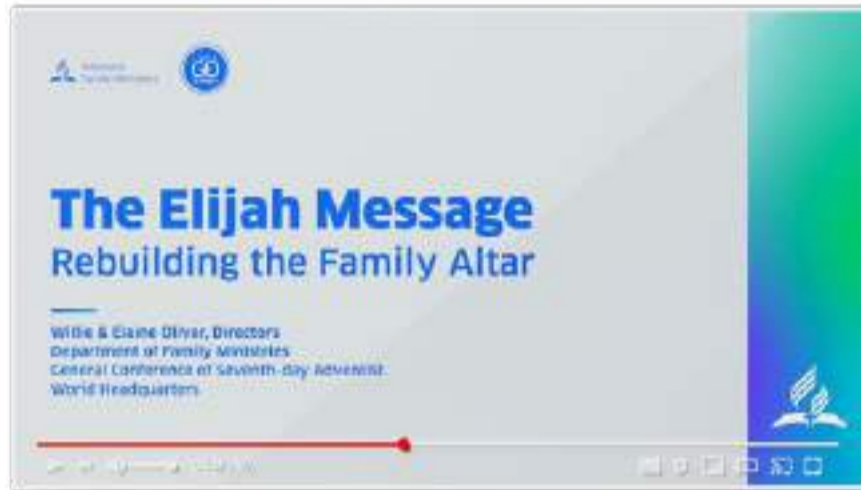 The Elijah Message
Rebuilding the Family Altar
Willie & Elaine Oliver, Directors
Department of Family Ministries
General Conference of Seventh-day Adventist
World Headquarters